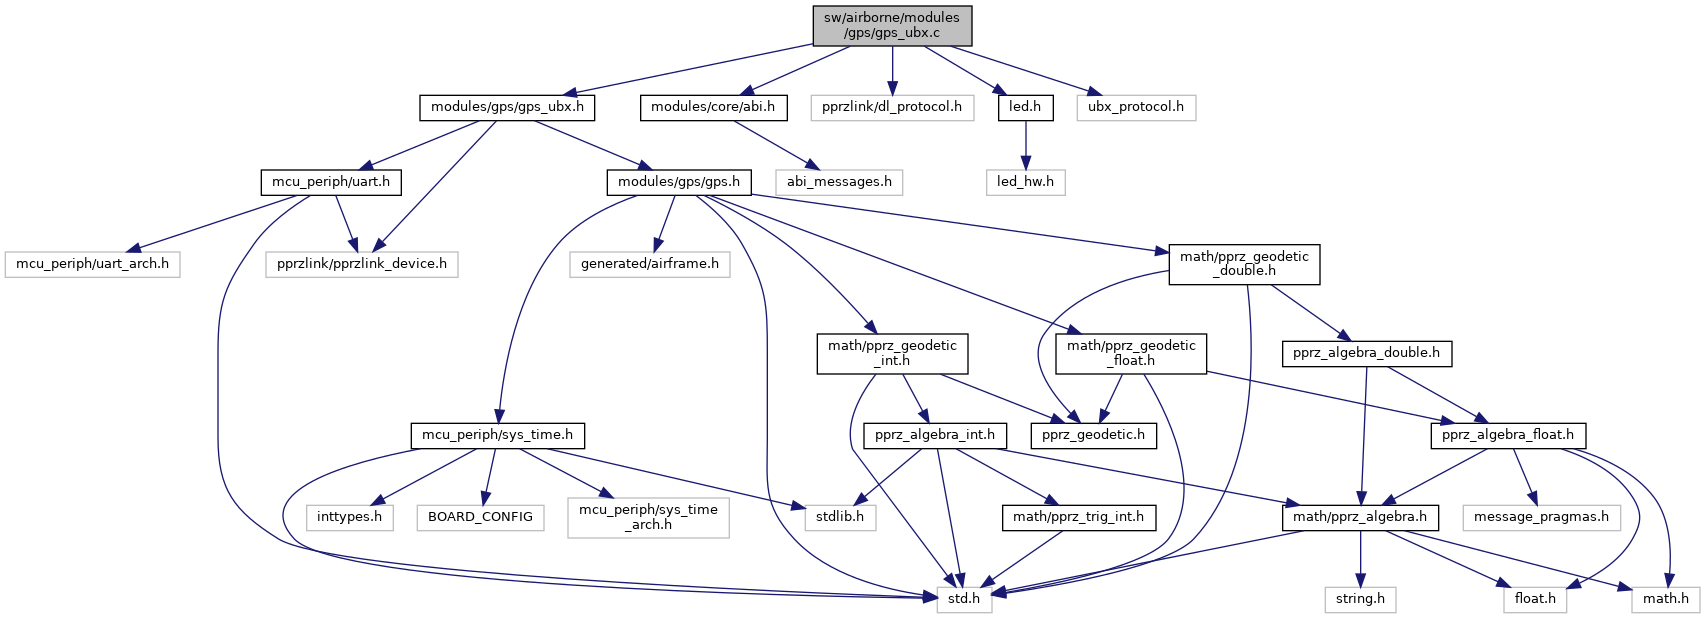 sw/airborne/modules
/gps/gps_ubx.c
modules/gps/gps_ubx.h
modules/core/abi.h
pprzlink/dl_protocol.h
led.h
ubx_protocol.h
mcu_periph/uart.h
modules/gps/gps.h
abi_messages.h
led_hw.h
mcu_periph/uart_arch.h
pprzlink/pprzlink_device.h
generated/airframe.h
math/pprz_geodetic
_double.h
math/pprz_geodetic
_int.h
math/pprz_geodetic
_float.h
pprz_algebra_double.h
mcu_periph/sys_time.h
pprz_algebra_int.h
pprz_geodetic.h
pprz_algebra_float.h
inttypes.h
BOARD_CONFIG
mcu_periph/sys_time
_arch.h
stdlib.h
math/pprz_trig_int.h
math/pprz_algebra.h
message_pragmas.h
std.h
string.h
float.h
math.h